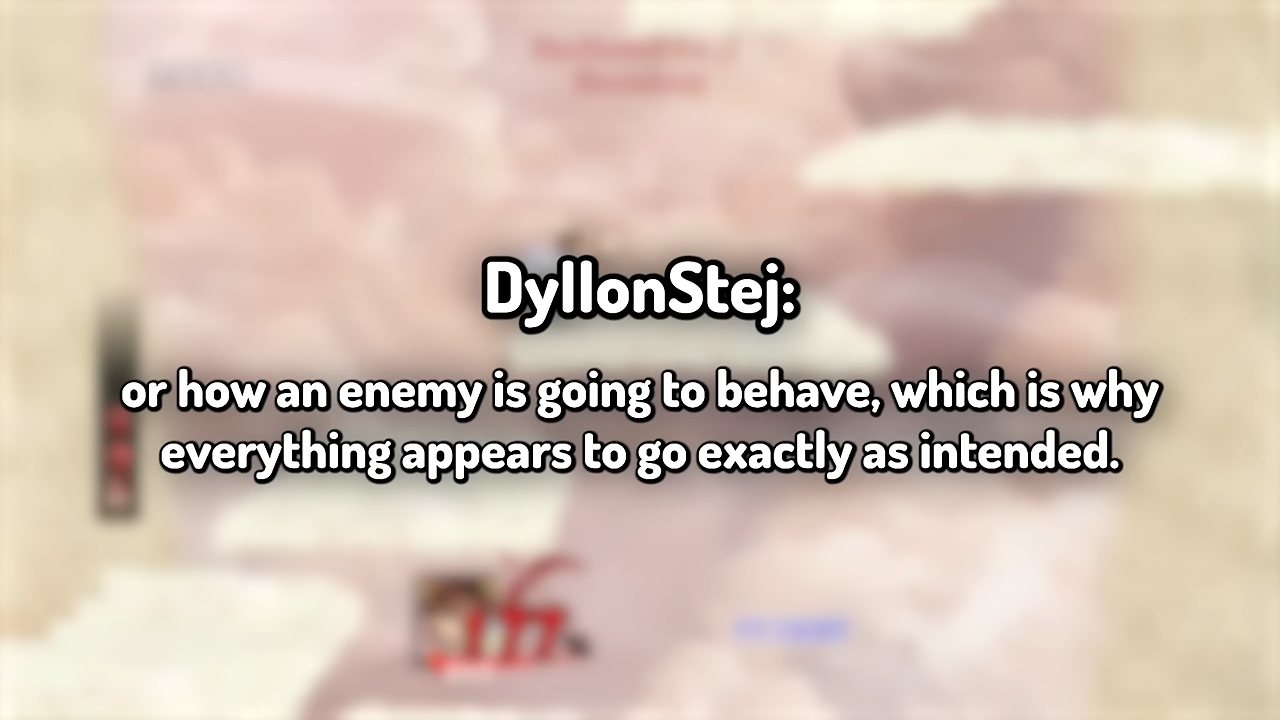 DyllonStej:
or how an enemy is going to behave, which is why
everything appears to go exactly as intended.